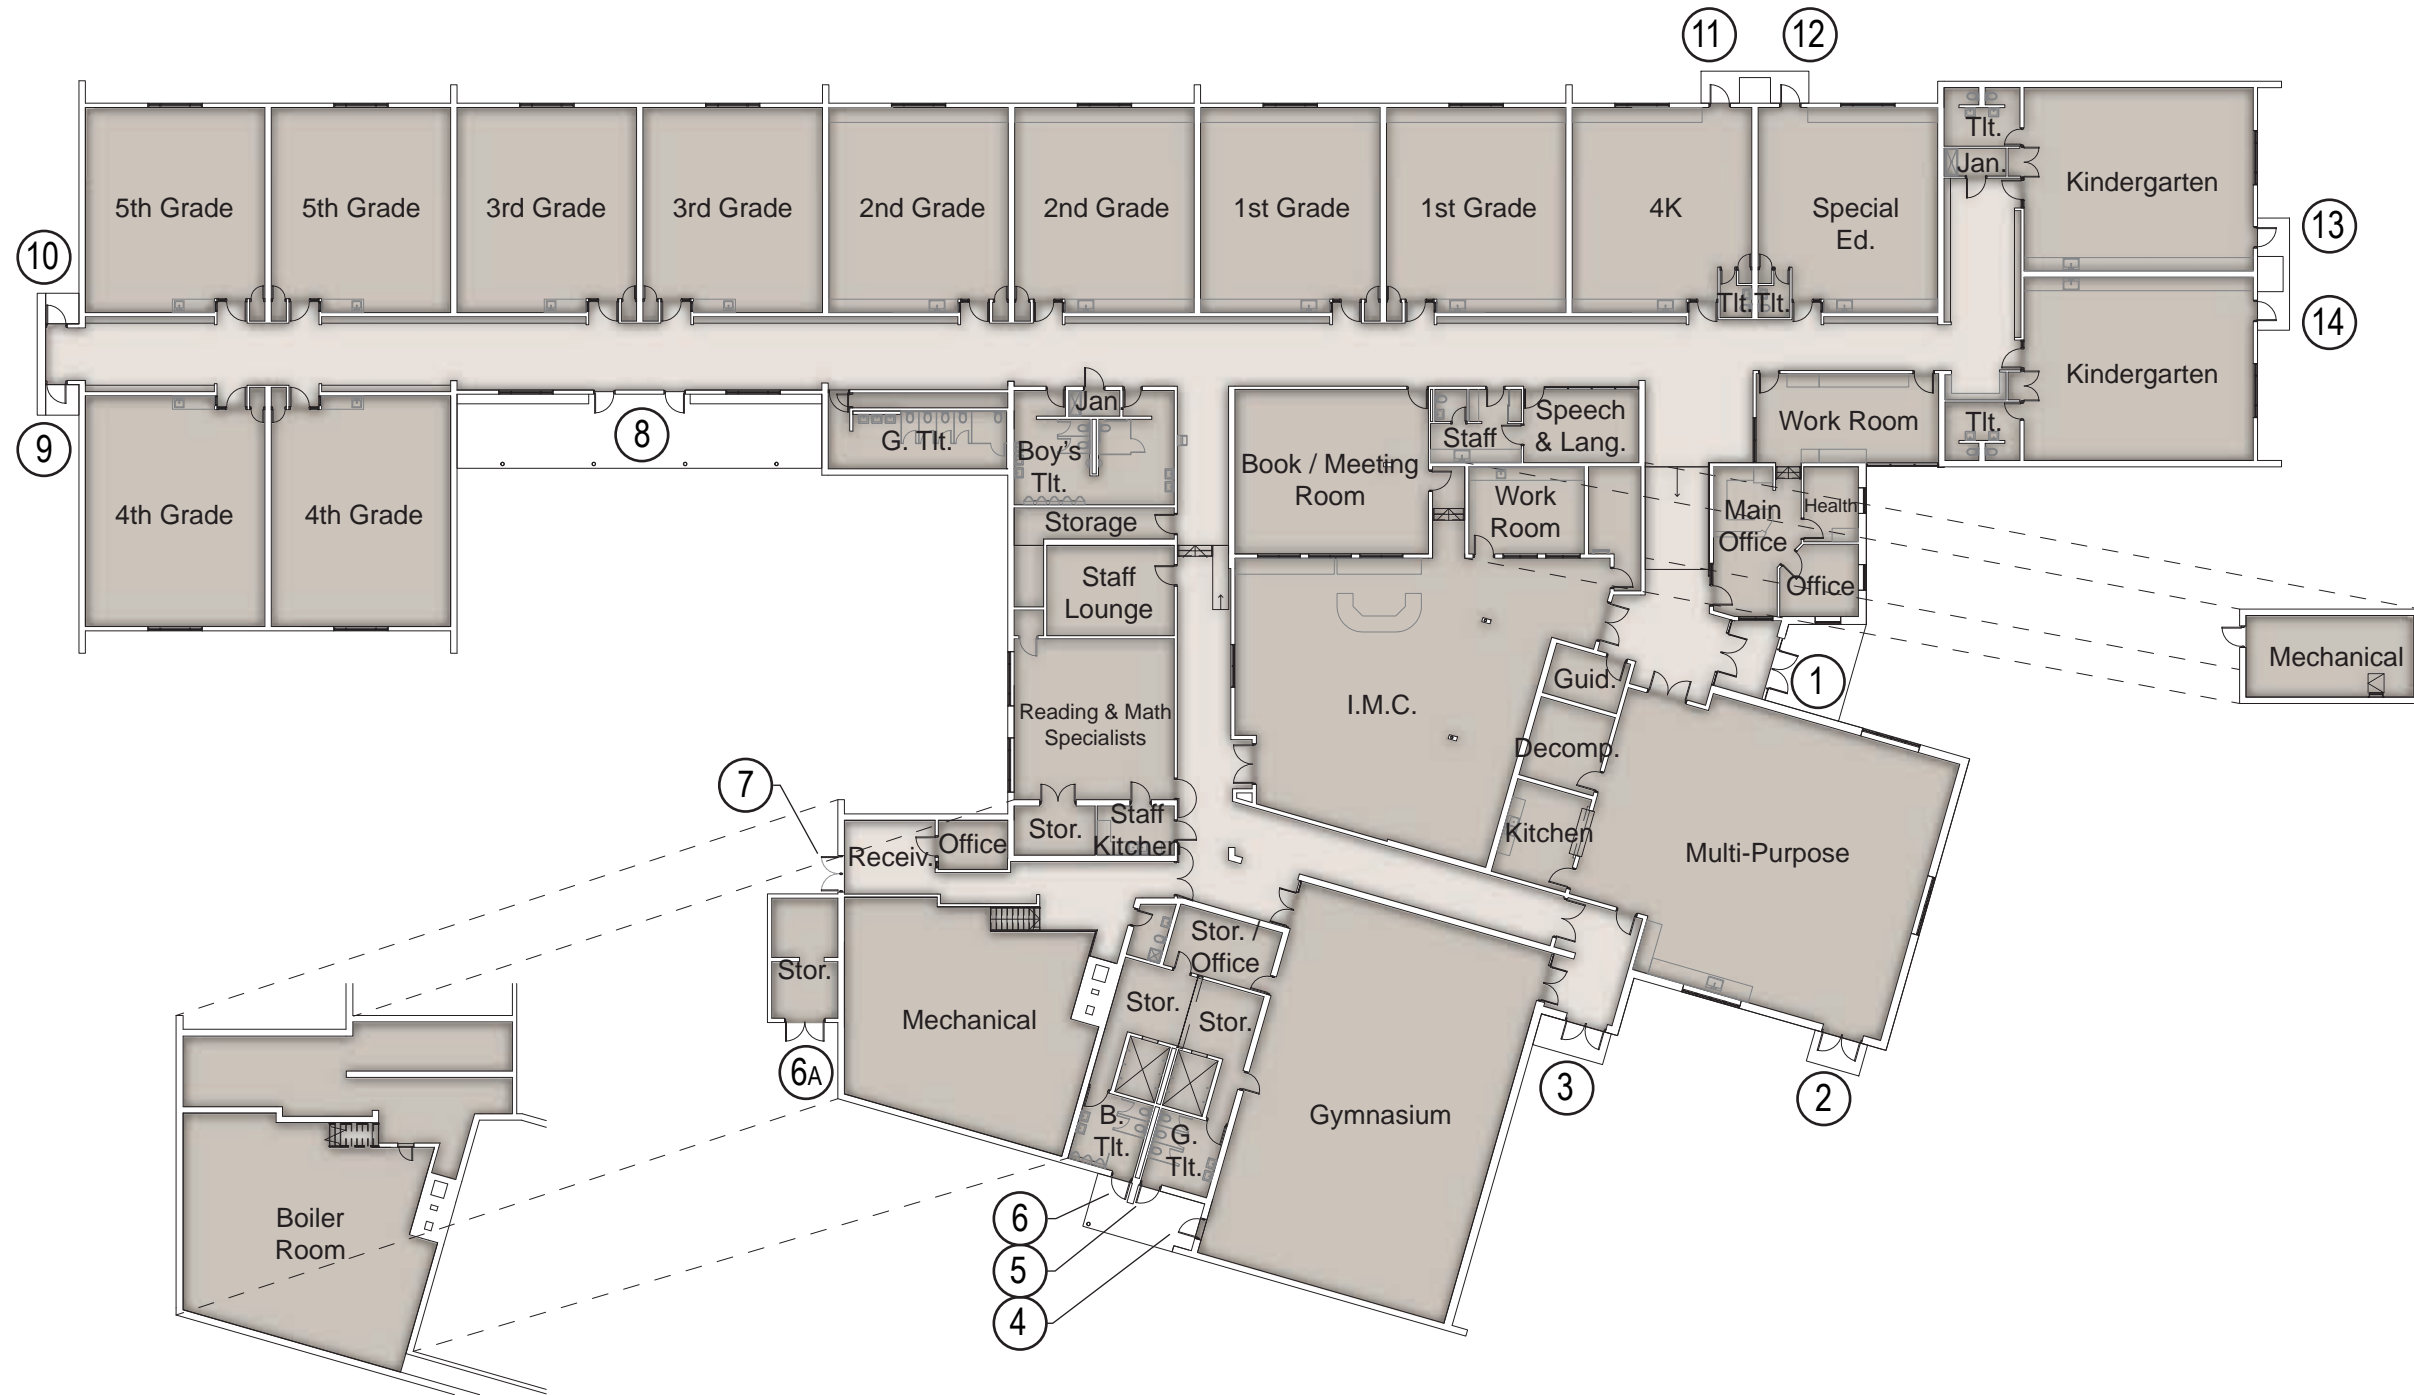 11
12
5th Grade
5th Grade
3rd Grade
3rd Grade
2nd Grade
2nd Grade
1st Grade
1st Grade
4K
Special
Ed.
Tlt.
Jan.
Kindergarten
13
10
Tlt.
Tlt.
14
Kindergarten
9
4th Grade
4th Grade
8
G. Tlt.
Jan.
Boy's
Tlt.
Storage
Staff
Lounge
Book / Meeting
Room
Staff
Speech
& Lang.
Work
Room
Work Room
Tlt.
Main
Office
Health
Office
Mechanical
1
Guid.
I.M.C.
Decomp.
Kitchen
Multi-Purpose
Reading & Math
Specialists
7
Stor.
Staff
Kitchen
Receiv.
Office
Stor.
6A
Mechanical
Stor. /
Office
Stor.
Stor.
B.
Tlt.
G.
Tlt.
Gymnasium
3
2
Boiler
Room
6
5
4